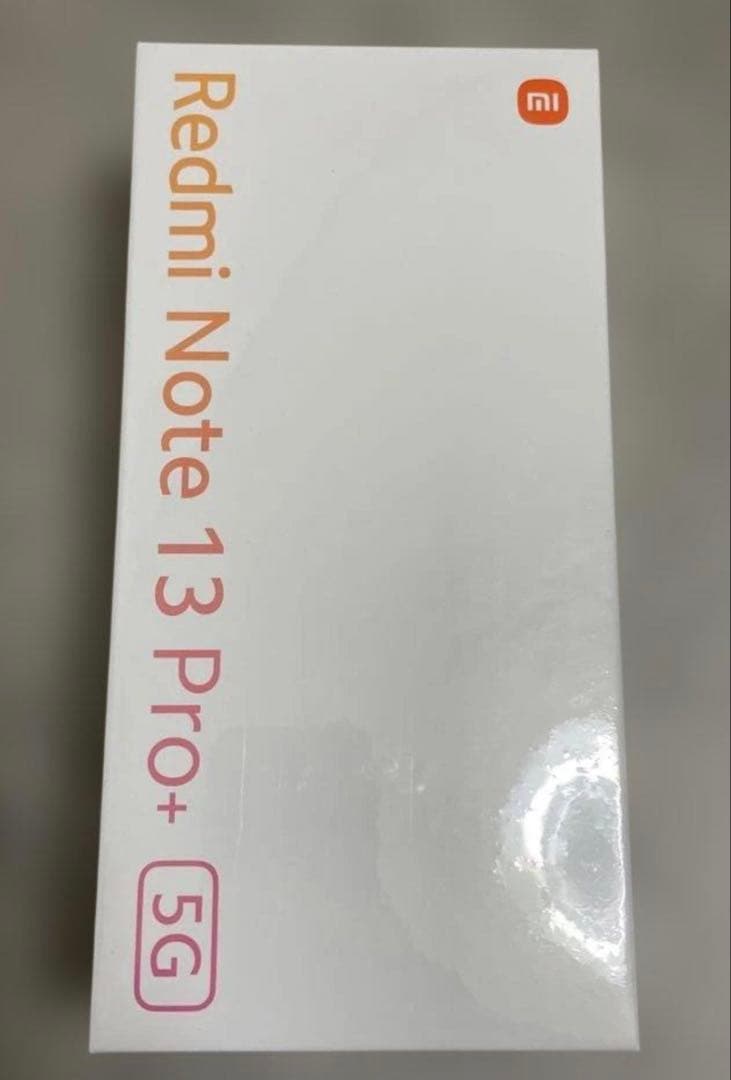 Redmi Note 13 Pro+ 5G
mi